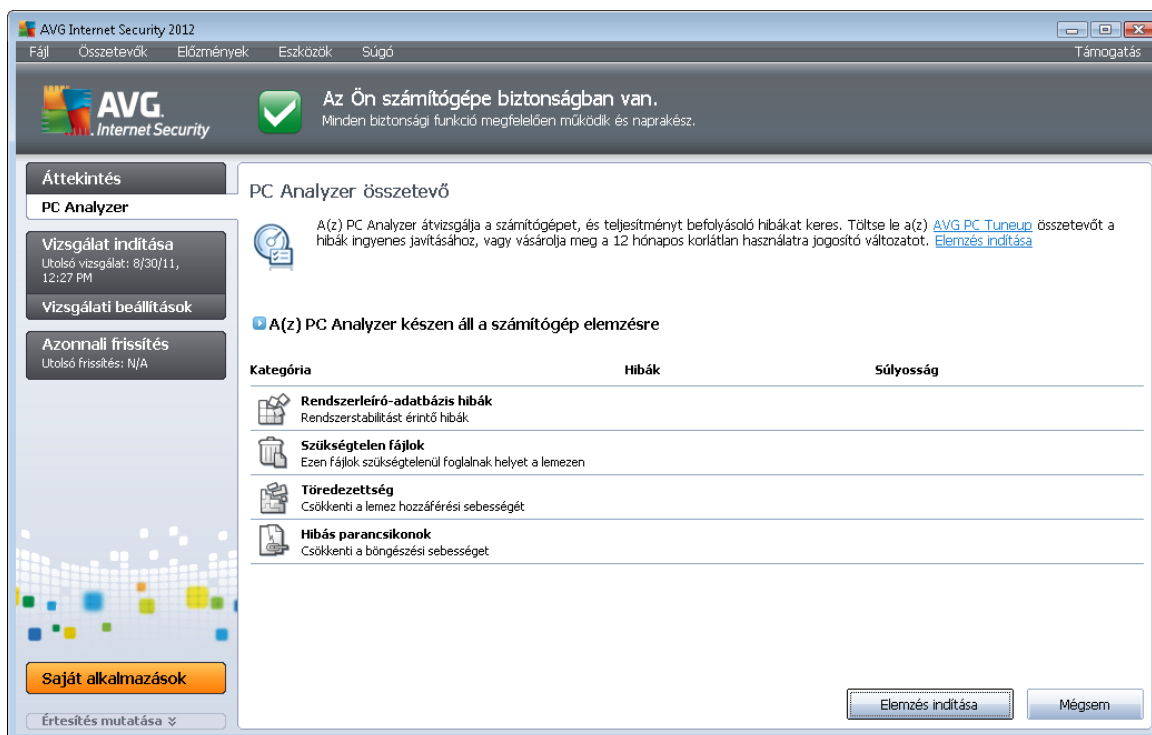 AVG Internet Security 2012
Fájl Összetevők Előzmények Eszközök Súgó Támogatás
AVG.
Internet Security
Az Ön számítógépe biztonságban van.
Minden biztonsági funkció megfelelően működik és naprakész.
Áttekintés
PC Analyzer
Vizsgálat indítása
Utolsó vizsgálat: 8/30/11,
12:27 PM
Vizsgálati beállítások
Azonnali frissítés
Utolsó frissítés: N/A
Saját alkalmazások
Értesítés mutatása
PC Analyzer összetevő
A(z) PC Analyzer átvizsgálja a számítógépet, és teljesítményt befolyásoló hibákat keres. Töltse le a(z) AVG PC Tuneup összetevőt a
hibák ingyenes javításához, vagy vásárolja meg a 12 hónapos korlátlan használatra jogosító változatot. Elemzés indítása
A(z) PC Analyzer készen áll a számítógép elemzésre
Kategória Hibák Súlyosság
Rendszerleíró-adatbázis hibák
Rendszerstabilitást érintő hibák
Szükségtelen fájlok
Ezen fájlok szükségtelenül foglalnak helyet a lemezen
Töredezettség
Csökkenti a lemez hozzáférési sebességét
Hibás parancsikonok
Csökkenti a böngészési sebességet
Elemzés indítása Mégsem